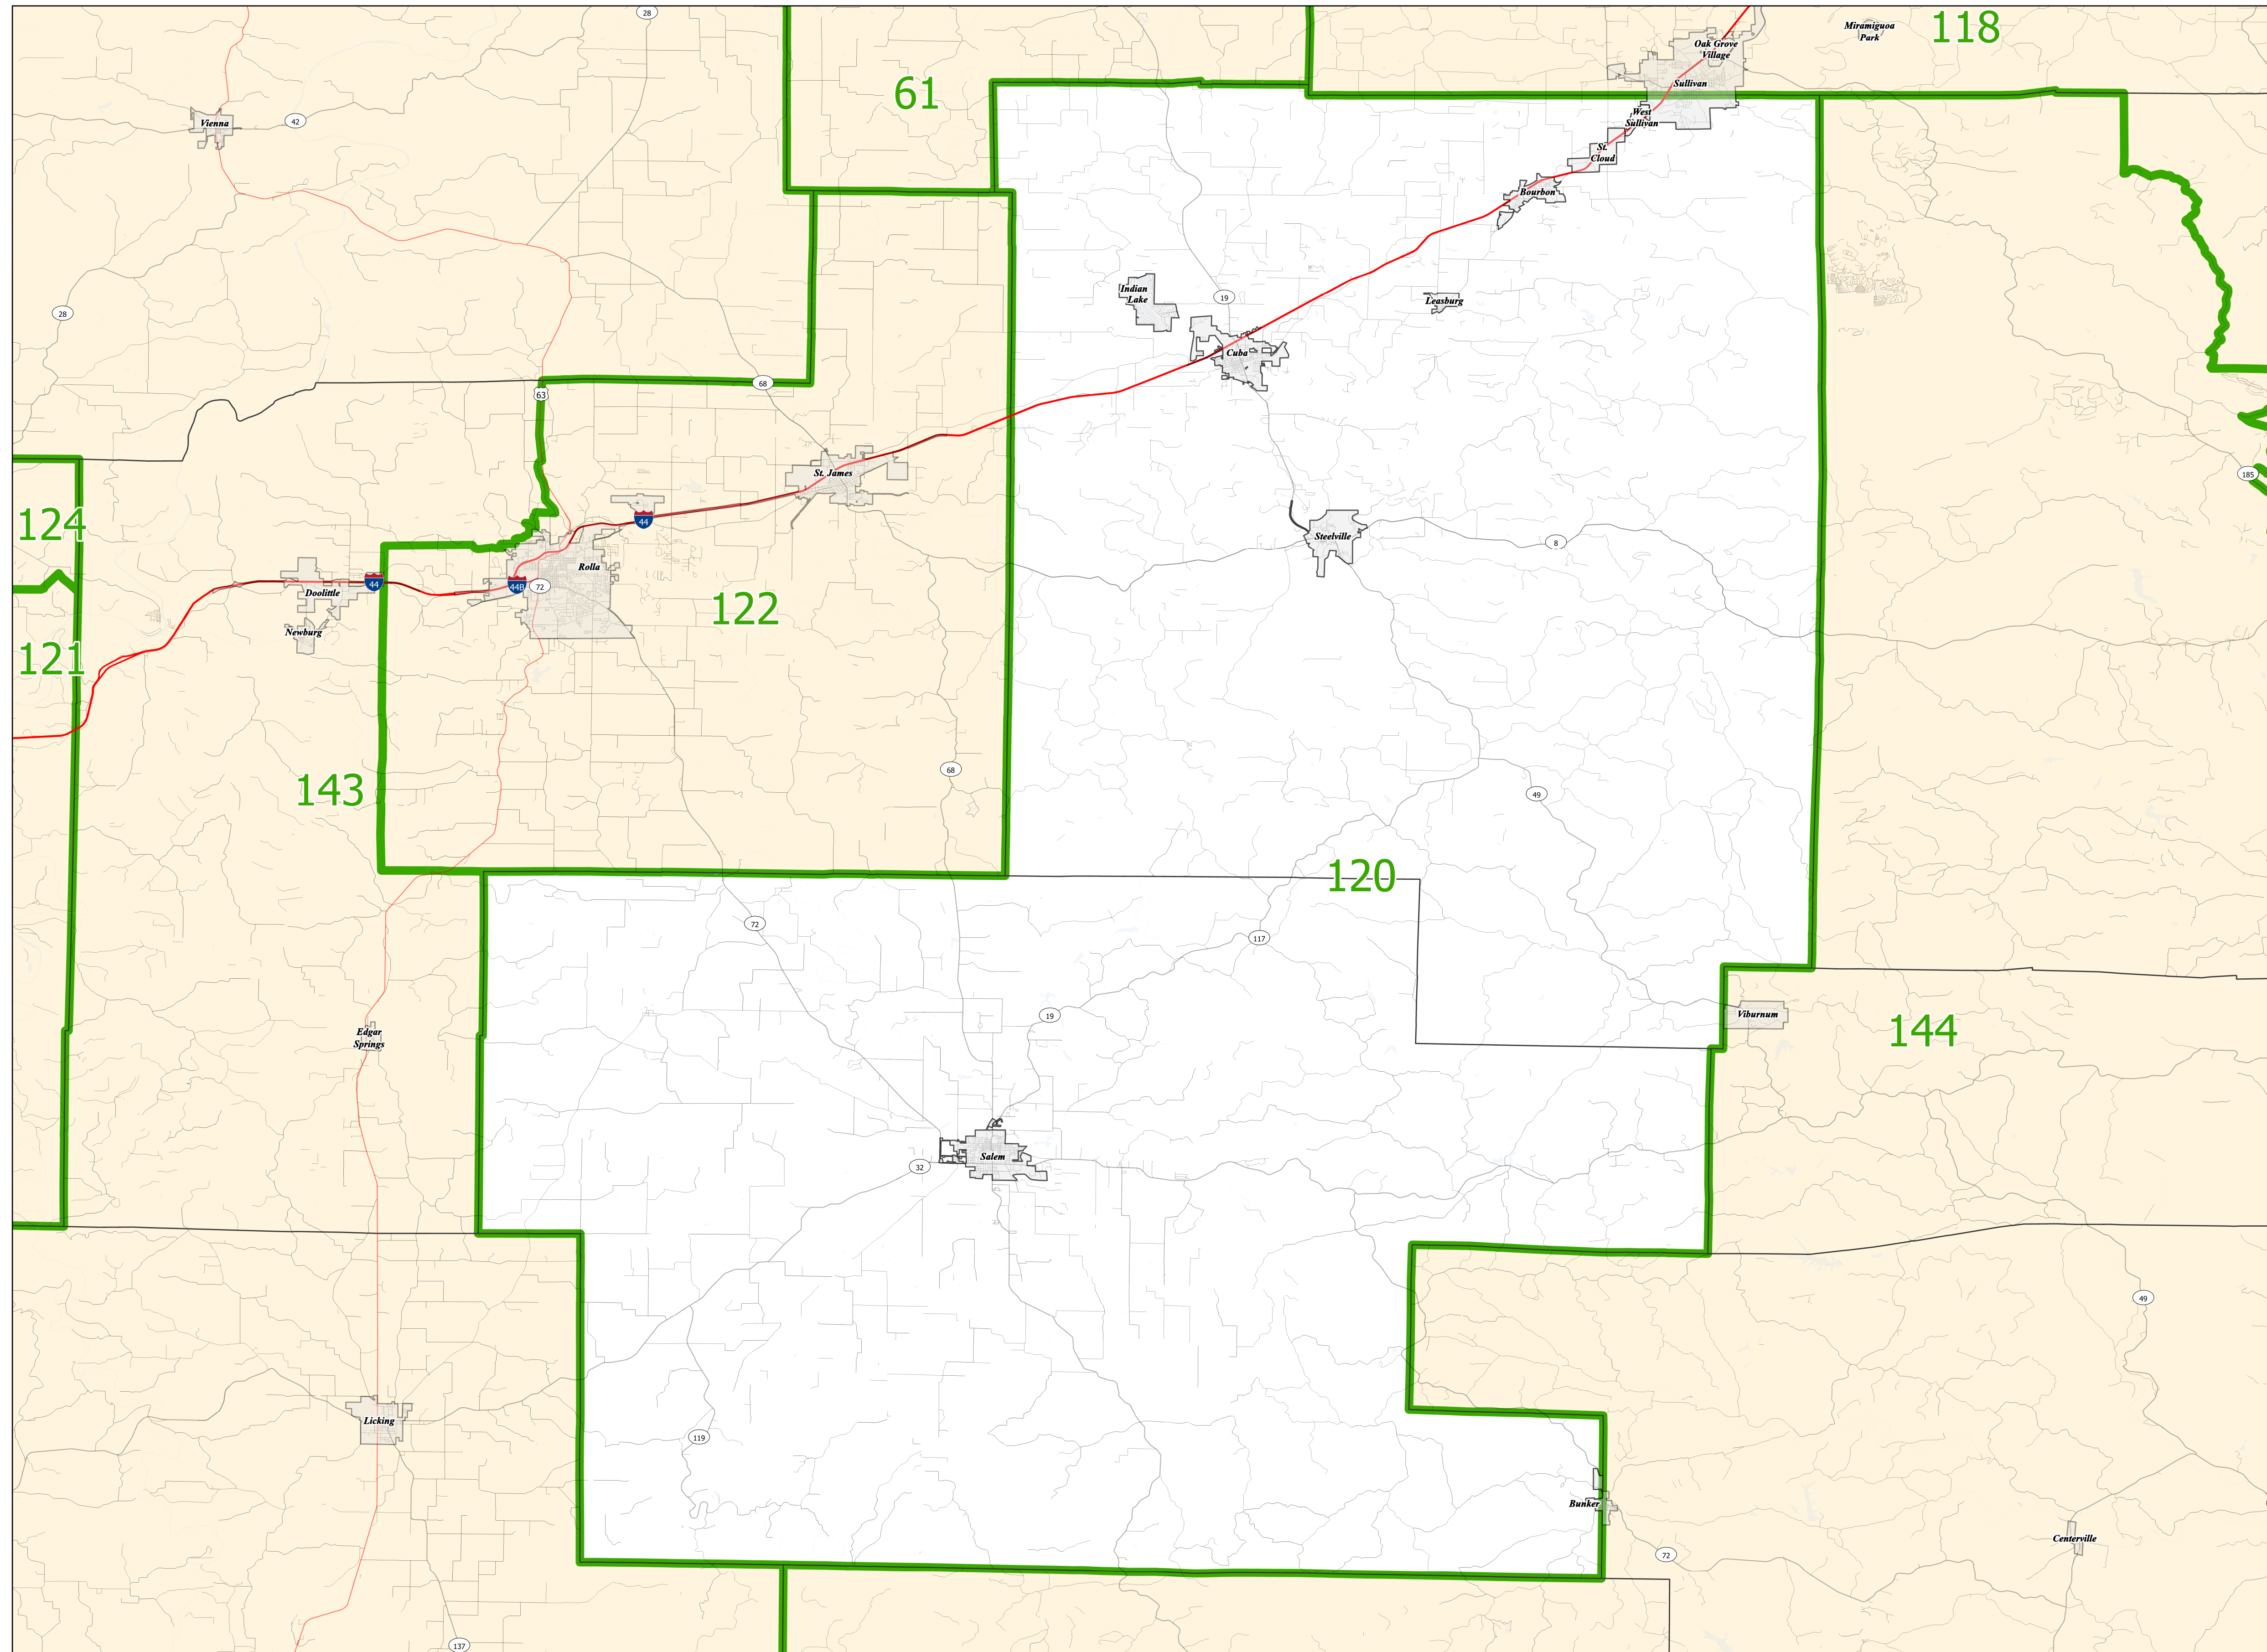 28
Miramiguoa
Park
118
Oak Grove
Village
61
Sullivan
Vienna
42
West
Sullivan
St.
Cloud
Bourbon
Indian
Lake
19
Leasburg
28
Cuba
68
63
St. James
185
124
44
Steelville
8
Rolla
44
44B
72
Doolittle
122
Newburg
121
68
143
49
120
72
117
Viburnum
19
144
Edgar
Springs
Salem
32
49
Licking
119
Bunker
Centerville
72
137